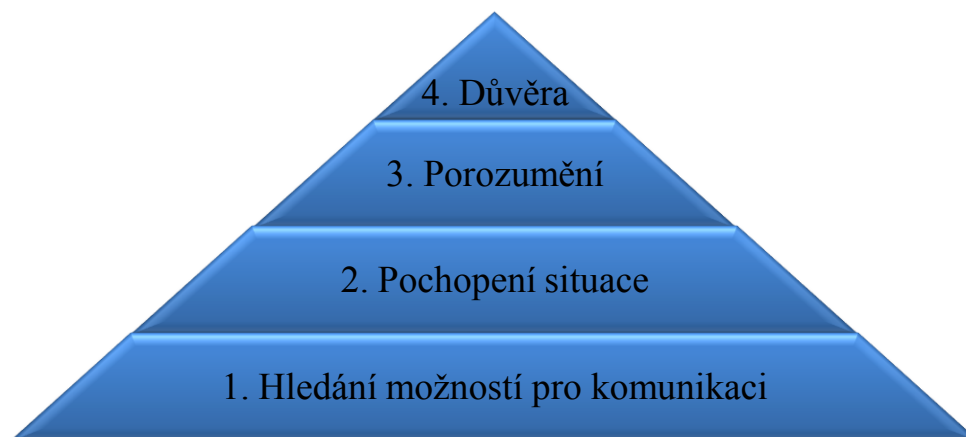 4. Důvěra
3. Porozumění
2. Pochopení situace
1. Hledání možností pro komunikaci